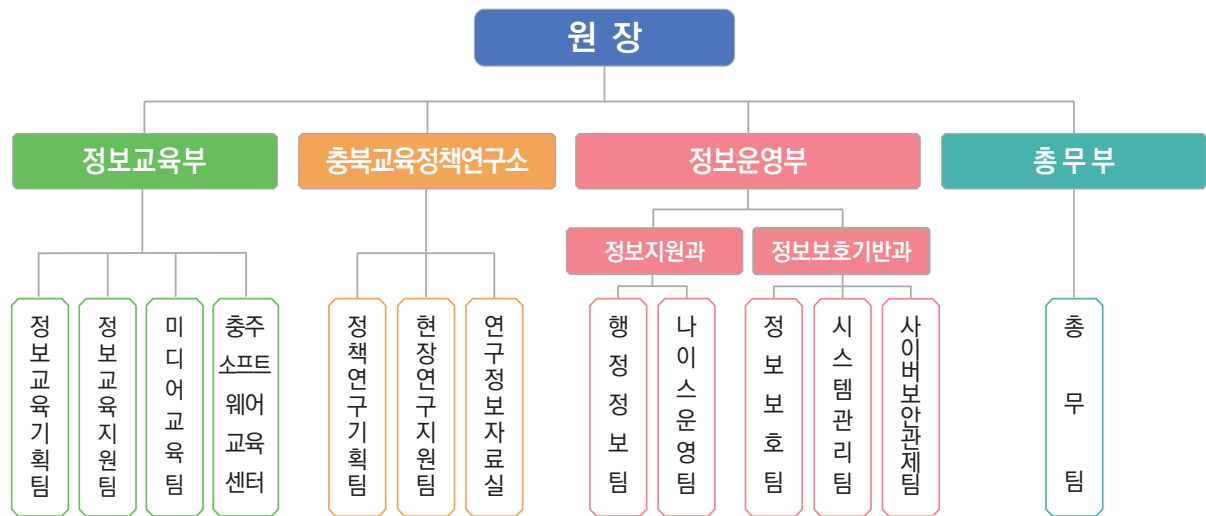 원 장
정보교육부
충북교육정책연구소
정보운영부
총무부
정보지원과
정보보호기반과
정보교육기획팀
정보교육지원팀
미디어교육팀
충주
소프트
웨어
교육
센터
정책연구기획팀
현장연구지원팀
연구정보자료실
행정정보팀
나이스운영팀
정보보호팀
시스템관리팀
사이버보안관제팀
총무팀